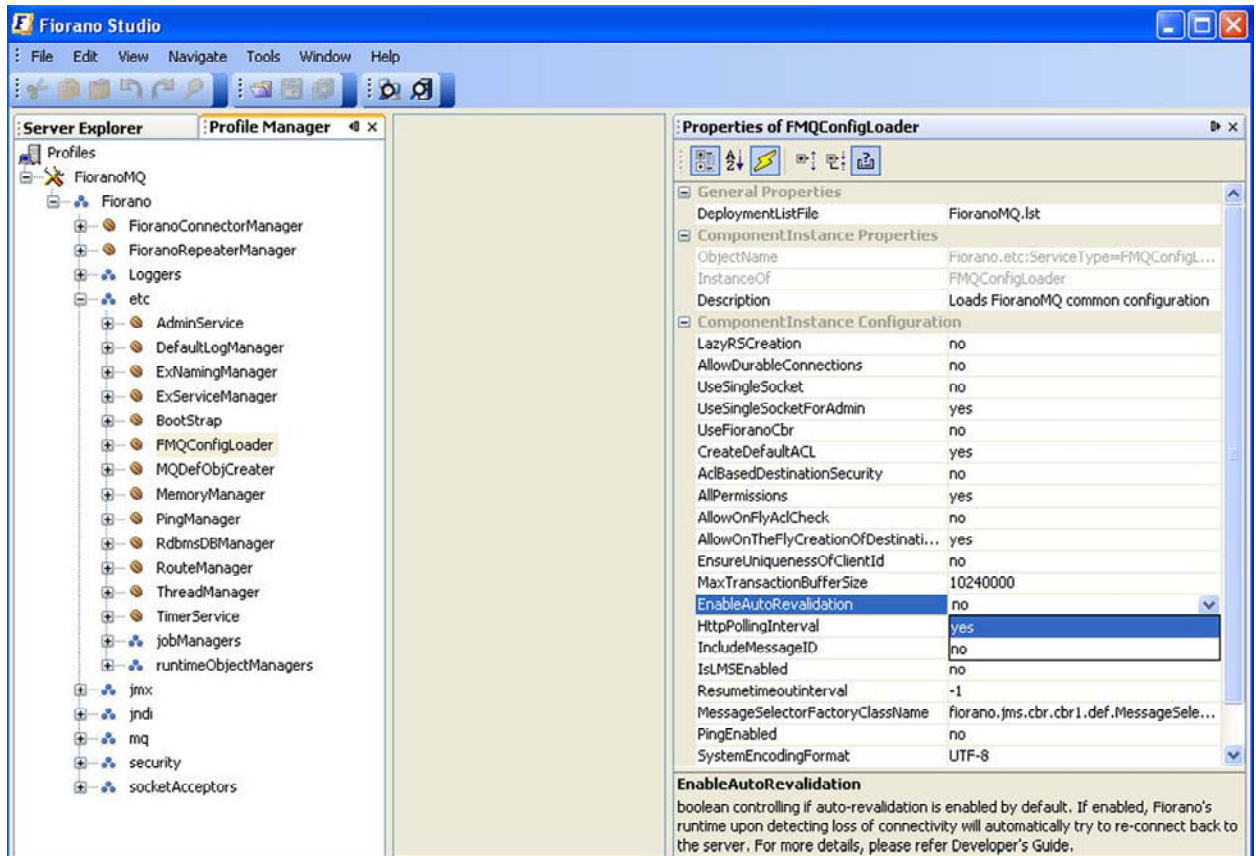 Fiorano Studio
File Edit View Navigate Tools Window Help
Server Explorer
Profile Manager
Profiles
FioranoMQ
Fiorano
FioranoConnectorManager
FioranoRepeaterManager
Loggers
etc
AdminService
DefaultLogManager
ExNamingManager
ExServiceManager
BootStrap
FMQConfigLoader
MQDefObjCreater
MemoryManager
PingManager
RdbmsDBManager
RouteManager
ThreadManager
TimerService
jobManagers
runtimeObjectManagers
jmx
jndi
mq
security
socketAcceptors
Properties of FMQConfigLoader
General Properties
DeploymentListFile FioranoMQ.lst
ComponentInstance Properties
ObjectName Fiorano.etc:ServiceType=FMQConfigL...
InstanceOf FMQConfigLoader
Description Loads FioranoMQ common configuration
ComponentInstance Configuration
LazyRSCreation no
AllowDurableConnections no
UseSingleSocket no
UseSingleSocketForAdmin yes
UseFioranoCbr no
CreateDefaultACL yes
AclBasedDestinationSecurity no
AllPermissions yes
AllowOnFlyAclCheck no
AllowOnTheFlyCreationOfDestinati... yes
EnsureUniquenessOfClientId no
MaxTransactionBufferSize 10240000
EnableAutoRevalidation no
HttpPollingInterval yes
IncludeMessageID no
IsLMSEnabled no
Resumetimeoutinterval -1
MessageSelectorFactoryClassName fiorano.jms.cbr.cbr1.def.MessageSele...
PingEnabled no
SystemEncodingFormat UTF-8
EnableAutoRevalidation
boolean controlling if auto-revalidation is enabled by default. If enabled, Fiorano's
runtime upon detecting loss of connectivity will automatically try to re-connect back to
the server. For more details, please refer Developer's Guide.